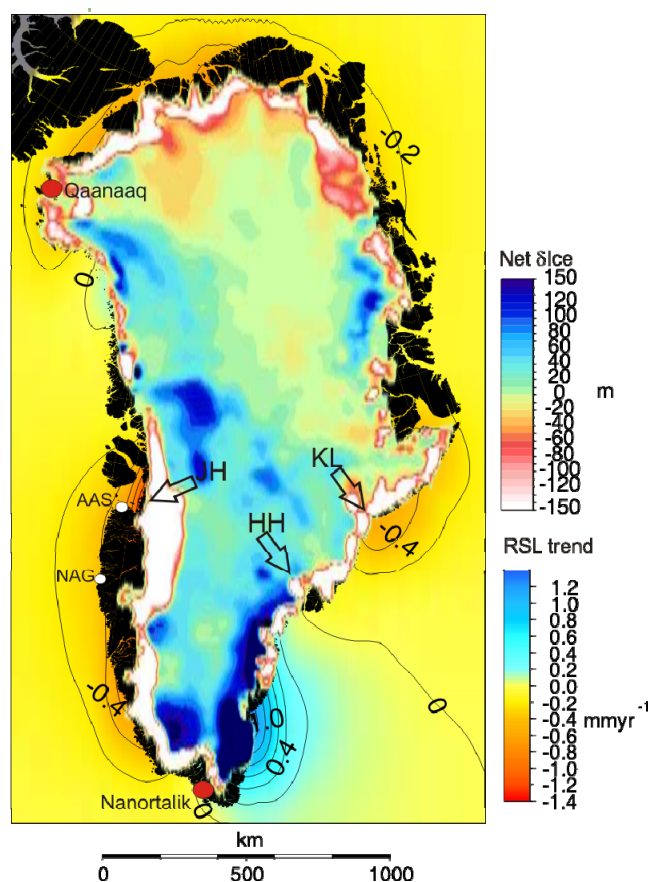 -0.2
Qaanaaq
0
Net δIce
150
120
100
80
60
40
20
0
-20
-40
-60
-80
-100
-120
-150
m
JH
KL
AAS
HH
-0.4
NAG
RSL trend
1.2
1.0
0.8
0.6
0.4
0.2
0.0
-0.2
-0.4
-0.6
-0.8
-1.0
-1.2
-1.4
mmyr⁻¹
-0.4
0
1.0
0.4
Nanortalik
0
km
0 500 1000